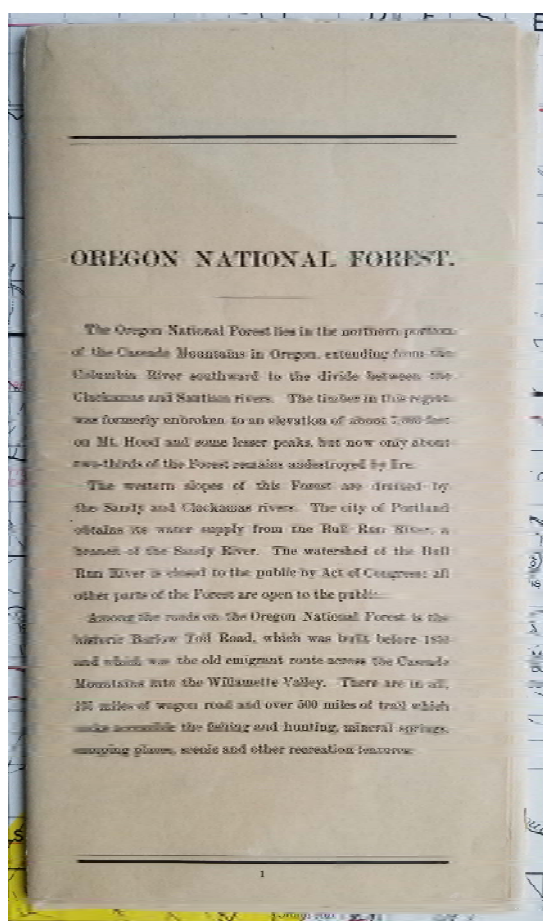 OREGON NATIONAL FOREST.
The Oregon National Forest lies in the northern portion
of the Cascade Mountains in Oregon, extending from the
Columbia River southward to the divide between the
Clackamas and Santiam rivers. The timber in this region
was formerly unbroken to an elevation of about 7,000 feet
on Mt. Hood and some lesser peaks, but now only about
two-thirds of the Forest remains undestroyed by fire.
The western slopes of this Forest are drained by
the Sandy and Clackamas rivers. The city of Portland
obtains its water supply from the Bull Run River, a
branch of the Sandy River. The watershed of the Bull
Run River is closed to the public by Act of Congress; all
other parts of the Forest are open to the public.
Among the roads on the Oregon National Forest is the
historic Barlow Toll Road, which was built before
and which was the old emigrant route across the Cascade
Mountains into the Willamette Valley. There are in all,
miles of wagon road and over 500 miles of trail which
make accessible the fishing and hunting, mineral springs,
camping places, scenic and other recreation features.
1